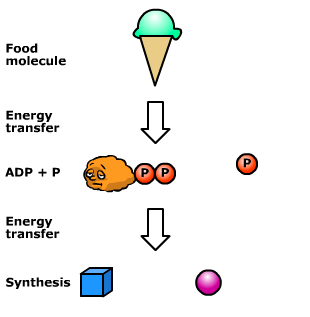 Food
molecule
Energy
transfer
P
ADP + P P P
Energy
transfer
Synthesis